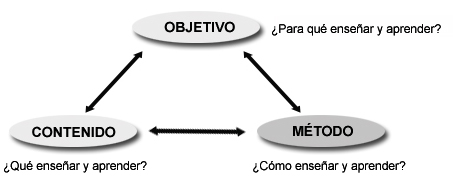 OBJETIVO
¿Para qué enseñar y aprender?
CONTENIDO
MÉTODO
¿Qué enseñar y aprender?
¿Cómo enseñar y aprender?